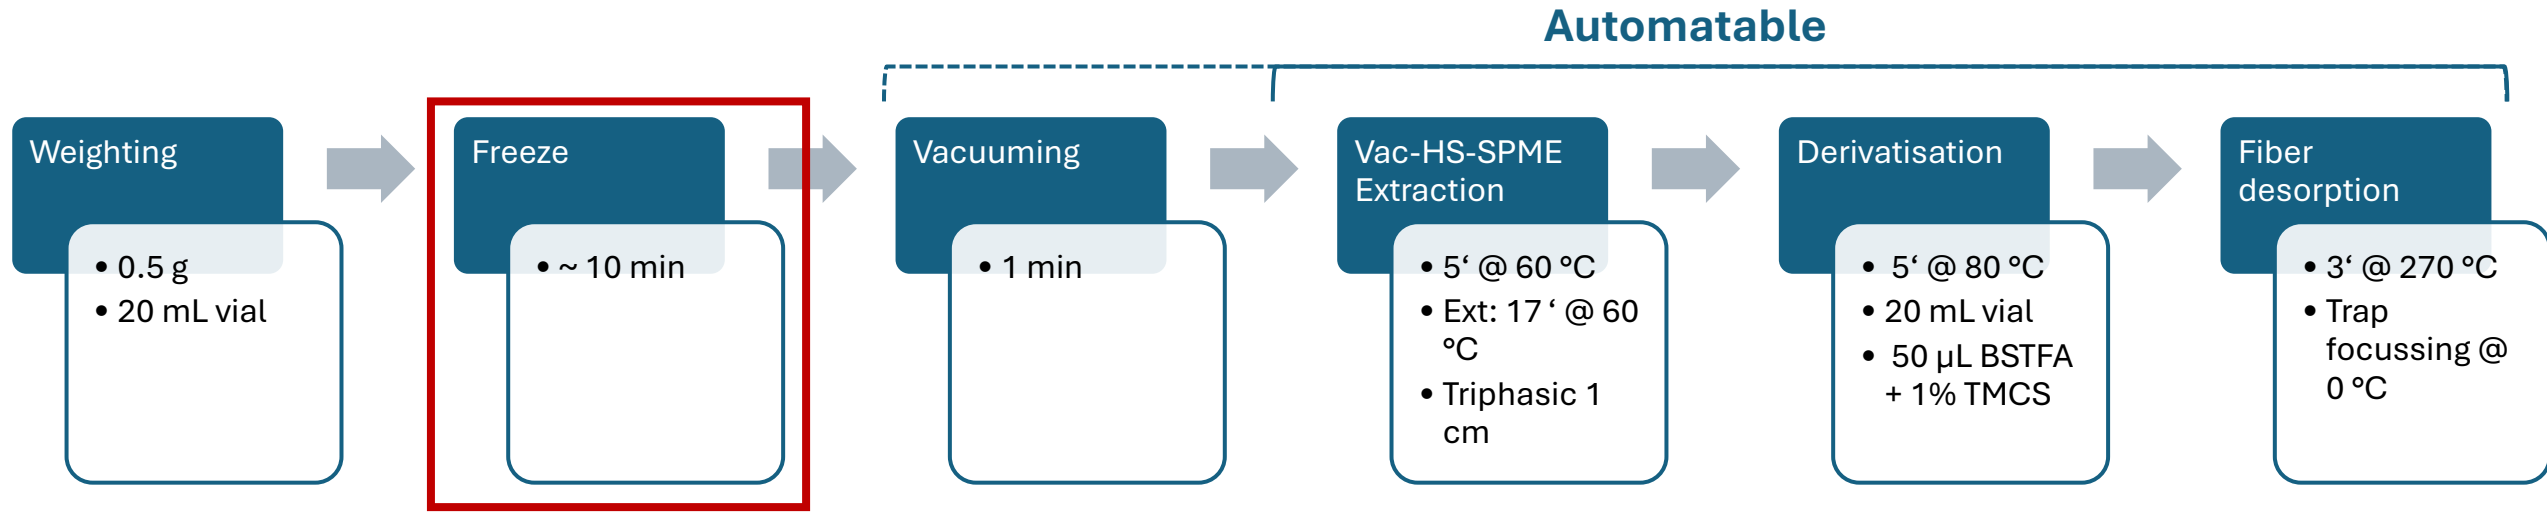 Automatable
Weighting
• 0.5 g
• 20 mL vial
Freeze
• ~ 10 min
Vacuuming
• 1 min
Vac-HS-SPME
Extraction
• 5‘ @ 60 °C
• Ext: 17 ‘ @ 60
°C
• Triphasic 1
cm
Derivatisation
• 5‘ @ 80 °C
• 20 mL vial
• 50 µL BSTFA
+ 1% TMCS
Fiber
desorption
• 3‘ @ 270 °C
• Trap
focussing @
0 °C